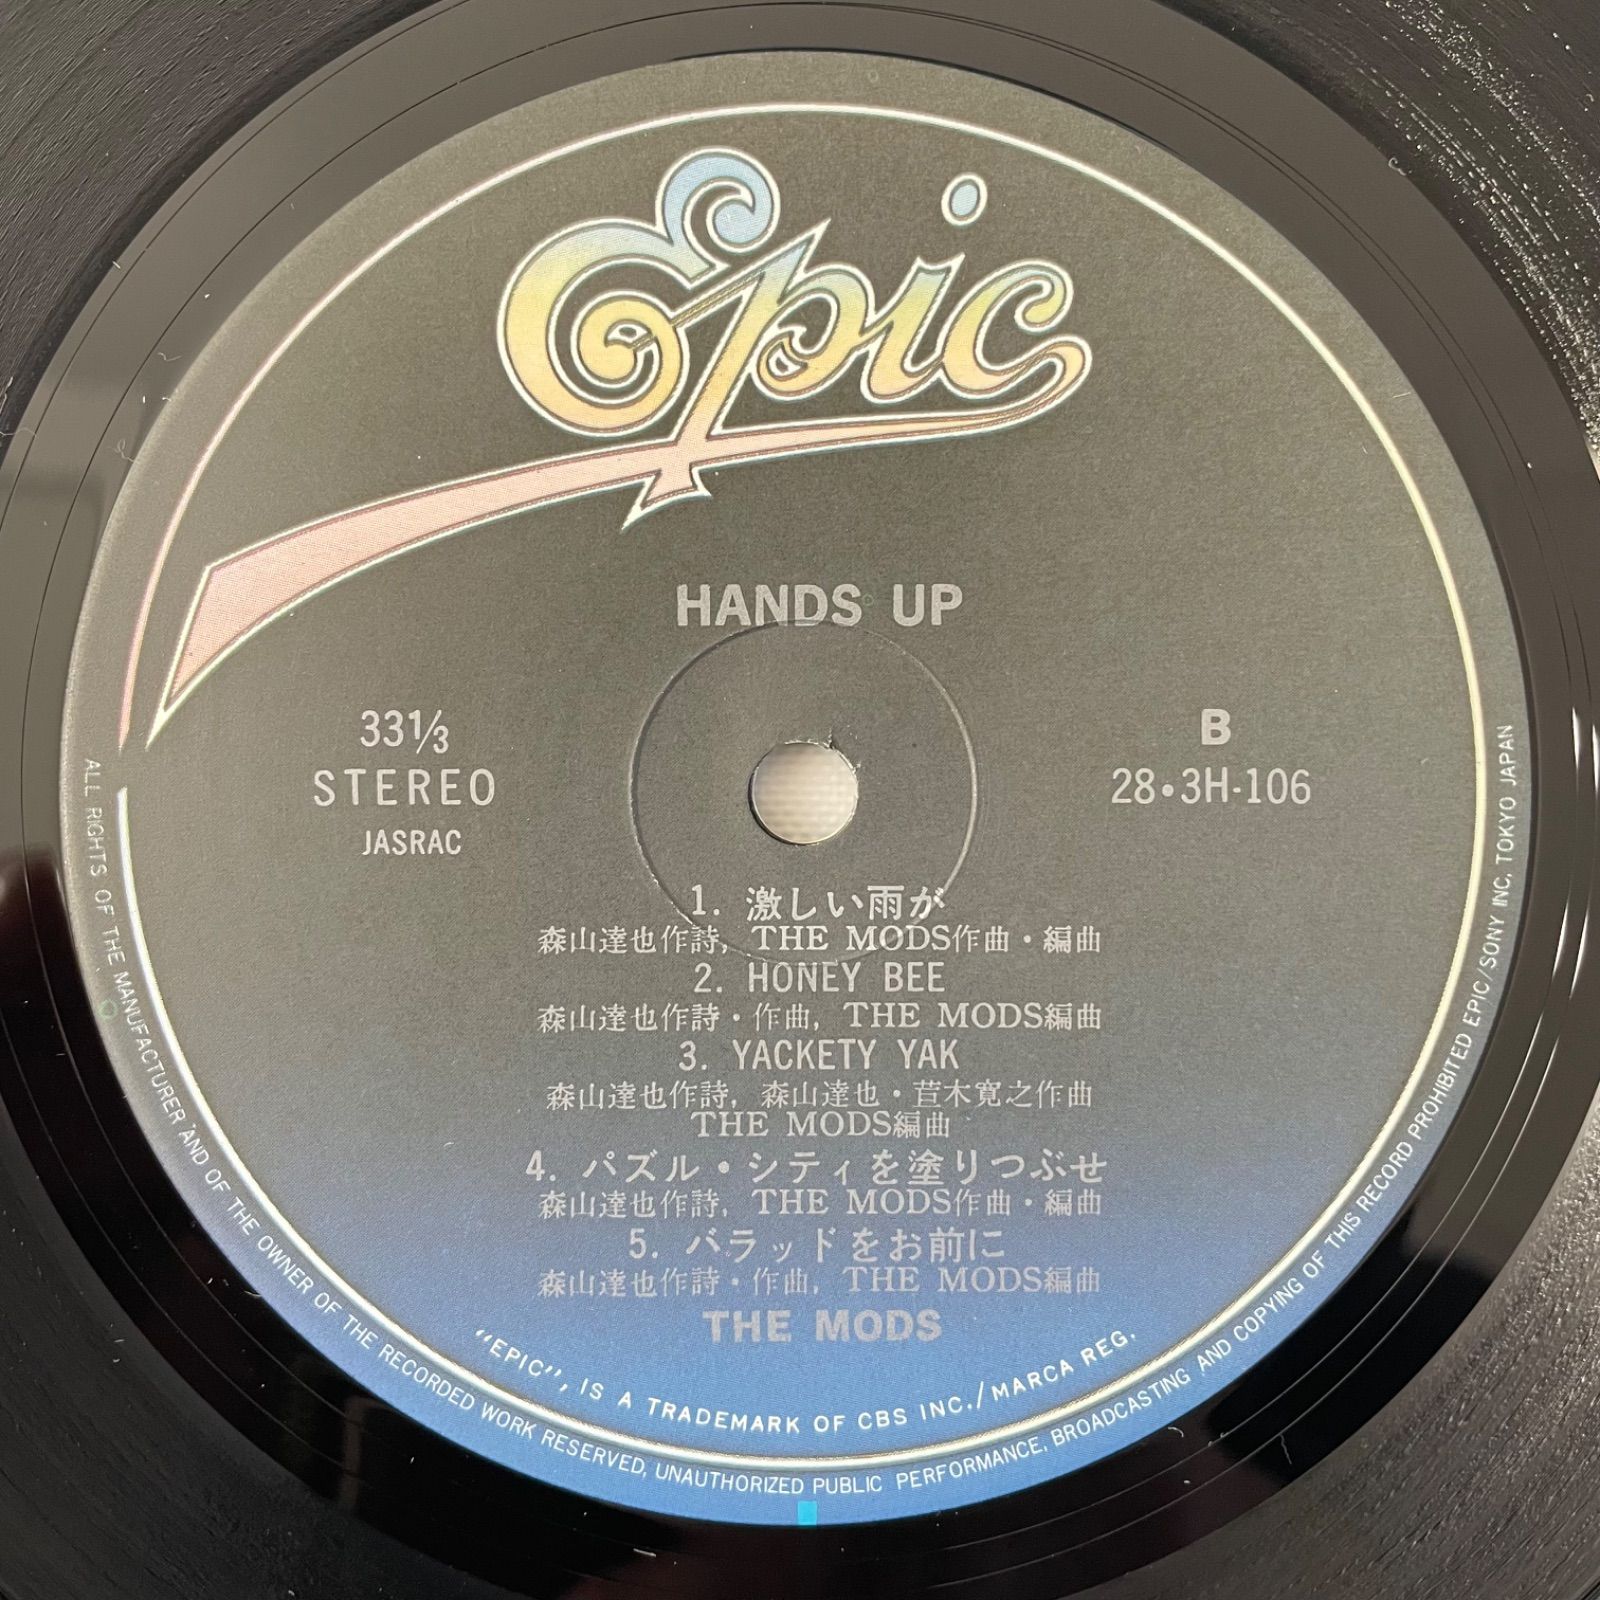 Epic
HANDS UP
33⅓
STEREO
JASRAC
B
28・3H-106
1. 激しい雨が
森山達也作詩, THE MODS作曲・編曲
2. HONEY BEE
森山達也作詩・作曲, THE MODS編曲
3. YACKETY YAK
森山達也作詩, 森山達也・苣木寛之作曲
THE MODS編曲
4. パズル・シティを塗りつぶせ
森山達也作詩, THE MODS作曲・編曲
5. バラッドをお前に
森山達也作詩・作曲, THE MODS編曲
THE MODS
"EPIC", IS A TRADEMARK OF CBS INC./MARCA REG.
ALL RIGHTS OF THE MANUFACTURER AND OF THE OWNER OF THE RECORDED WORK RESERVED, UNAUTHORIZED PUBLIC PERFORMANCE, BROADCASTING AND COPYING OF THIS RECORD PROHIBITED EPIC/SONY INC, TOKYO JAPAN